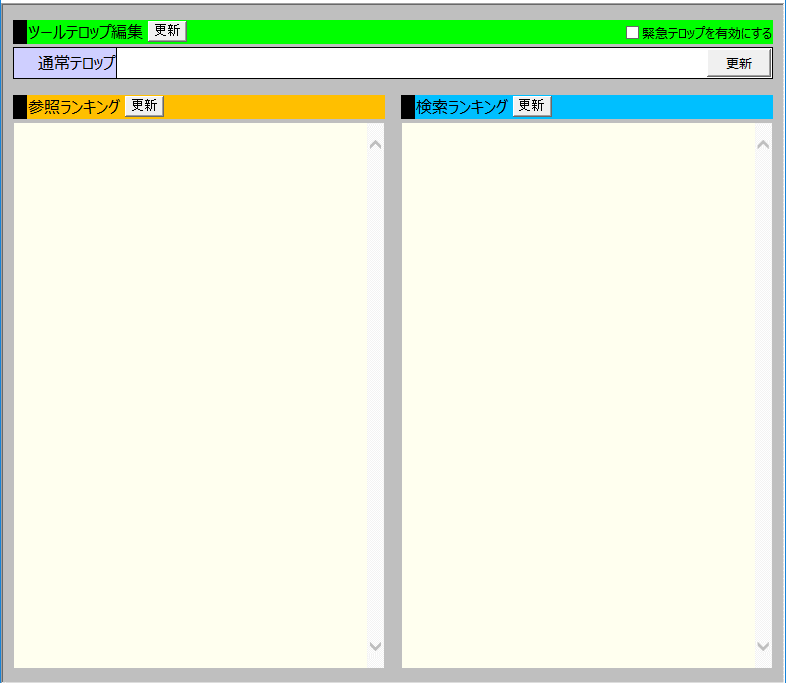 ツールテロップ編集 更新 緊急テロップを有効にする
通常テロップ 更新
参照ランキング 更新 検索ランキング 更新